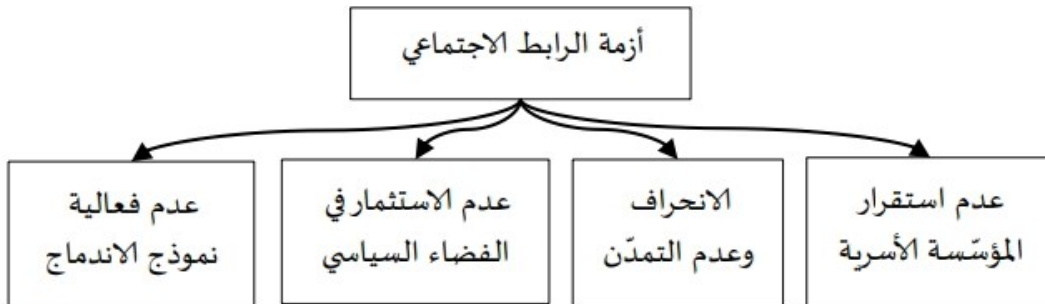 أزمة الرابط الاجتماعي
عدم استقرار
المؤسّسة الأسرية
الانحراف
وعدم التمدّن
عدم الاستثمار في
الفضاء السياسي
عدم فعالية
نموذج الاندماج